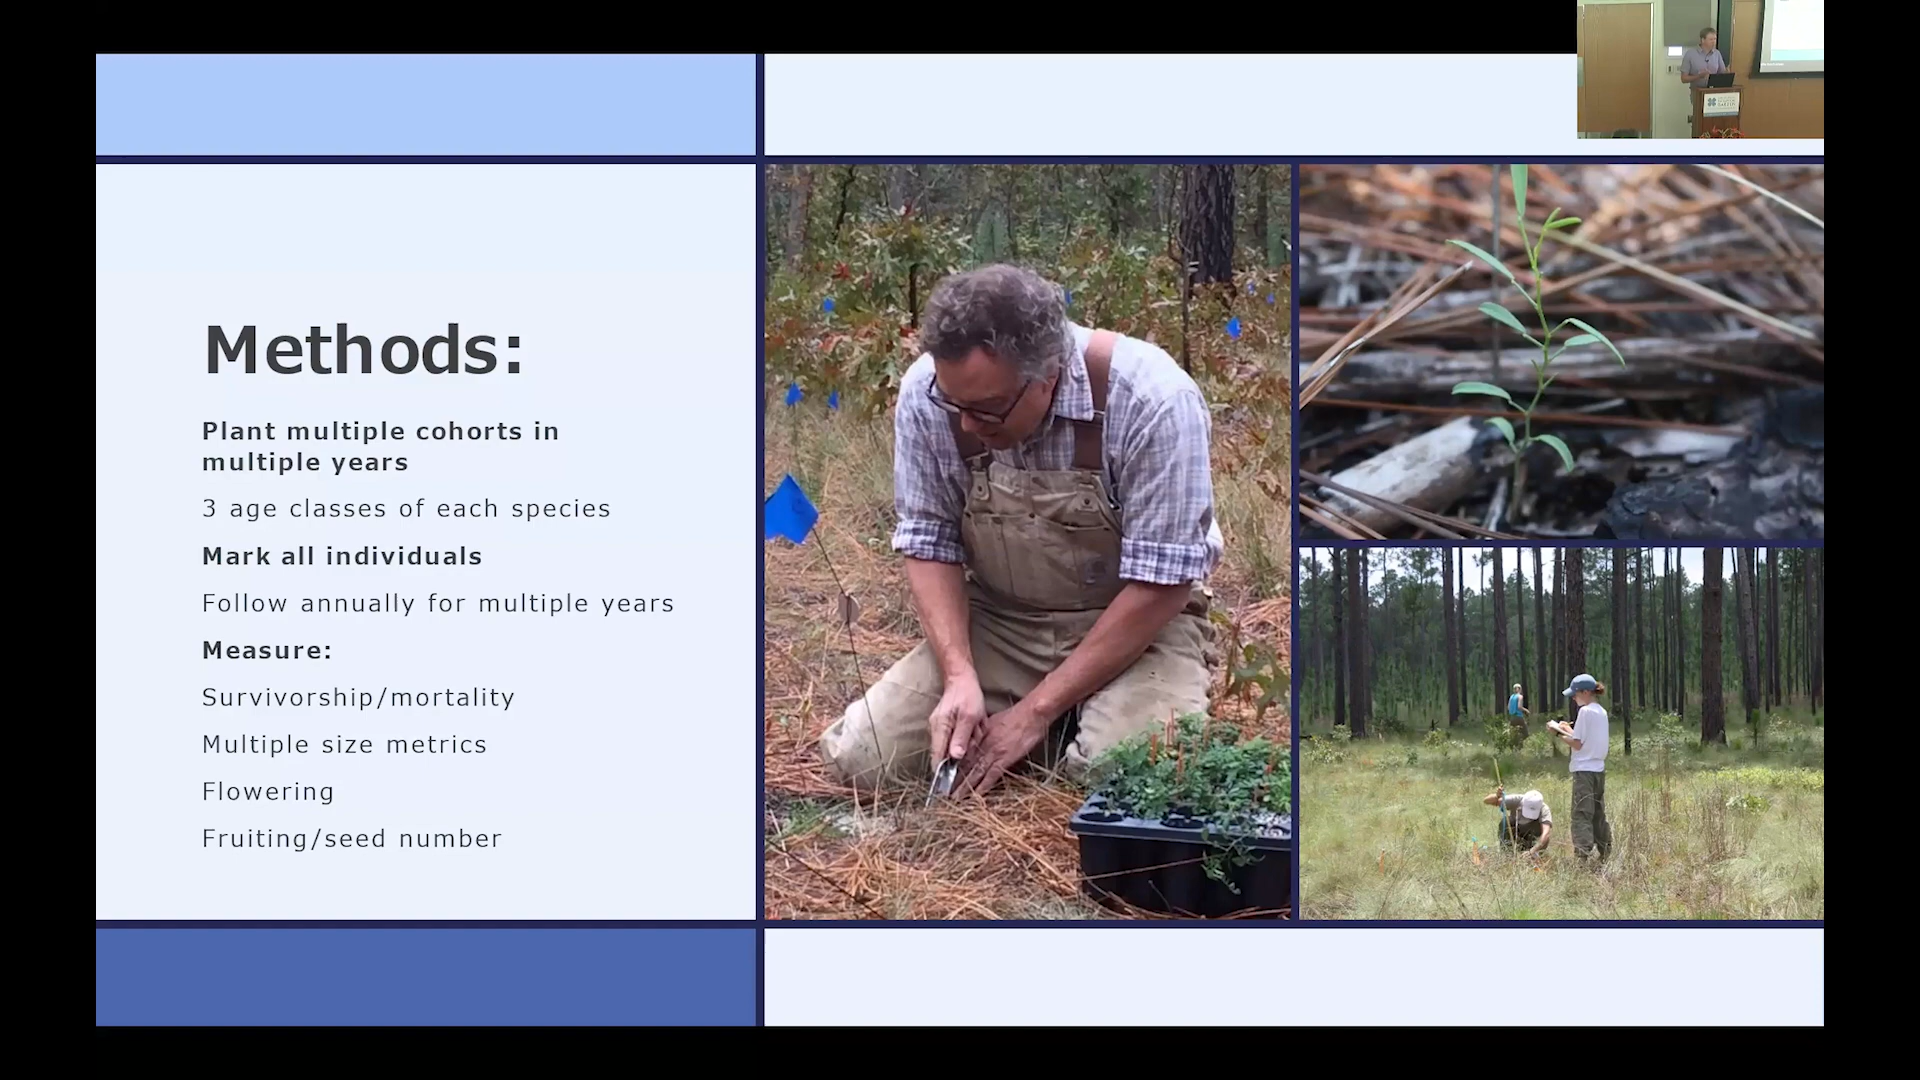 Methods:
Plant multiple cohorts in
multiple years
3 age classes of each species
Mark all individuals
Follow annually for multiple years
Measure:
Survivorship/mortality
Multiple size metrics
Flowering
Fruiting/seed number